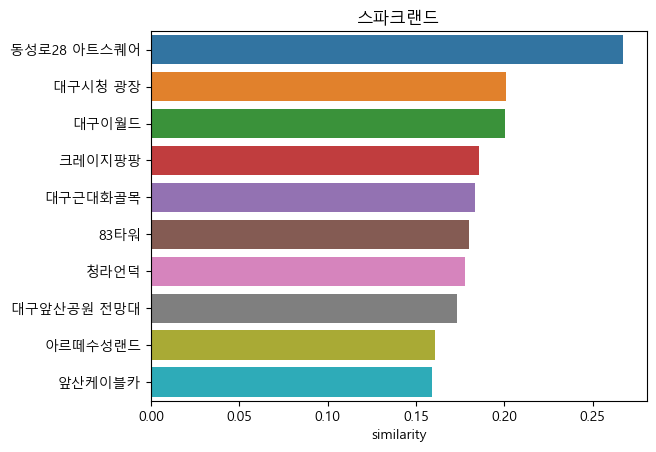 스파크랜드
동성로28 아트스퀘어
대구시청 광장
대구이월드
크레이지팡팡
대구근대화골목
83타워
청라언덕
대구앞산공원 전망대
아르떼수성랜드
앞산케이블카
0.00 0.05 0.10 0.15 0.20 0.25
similarity